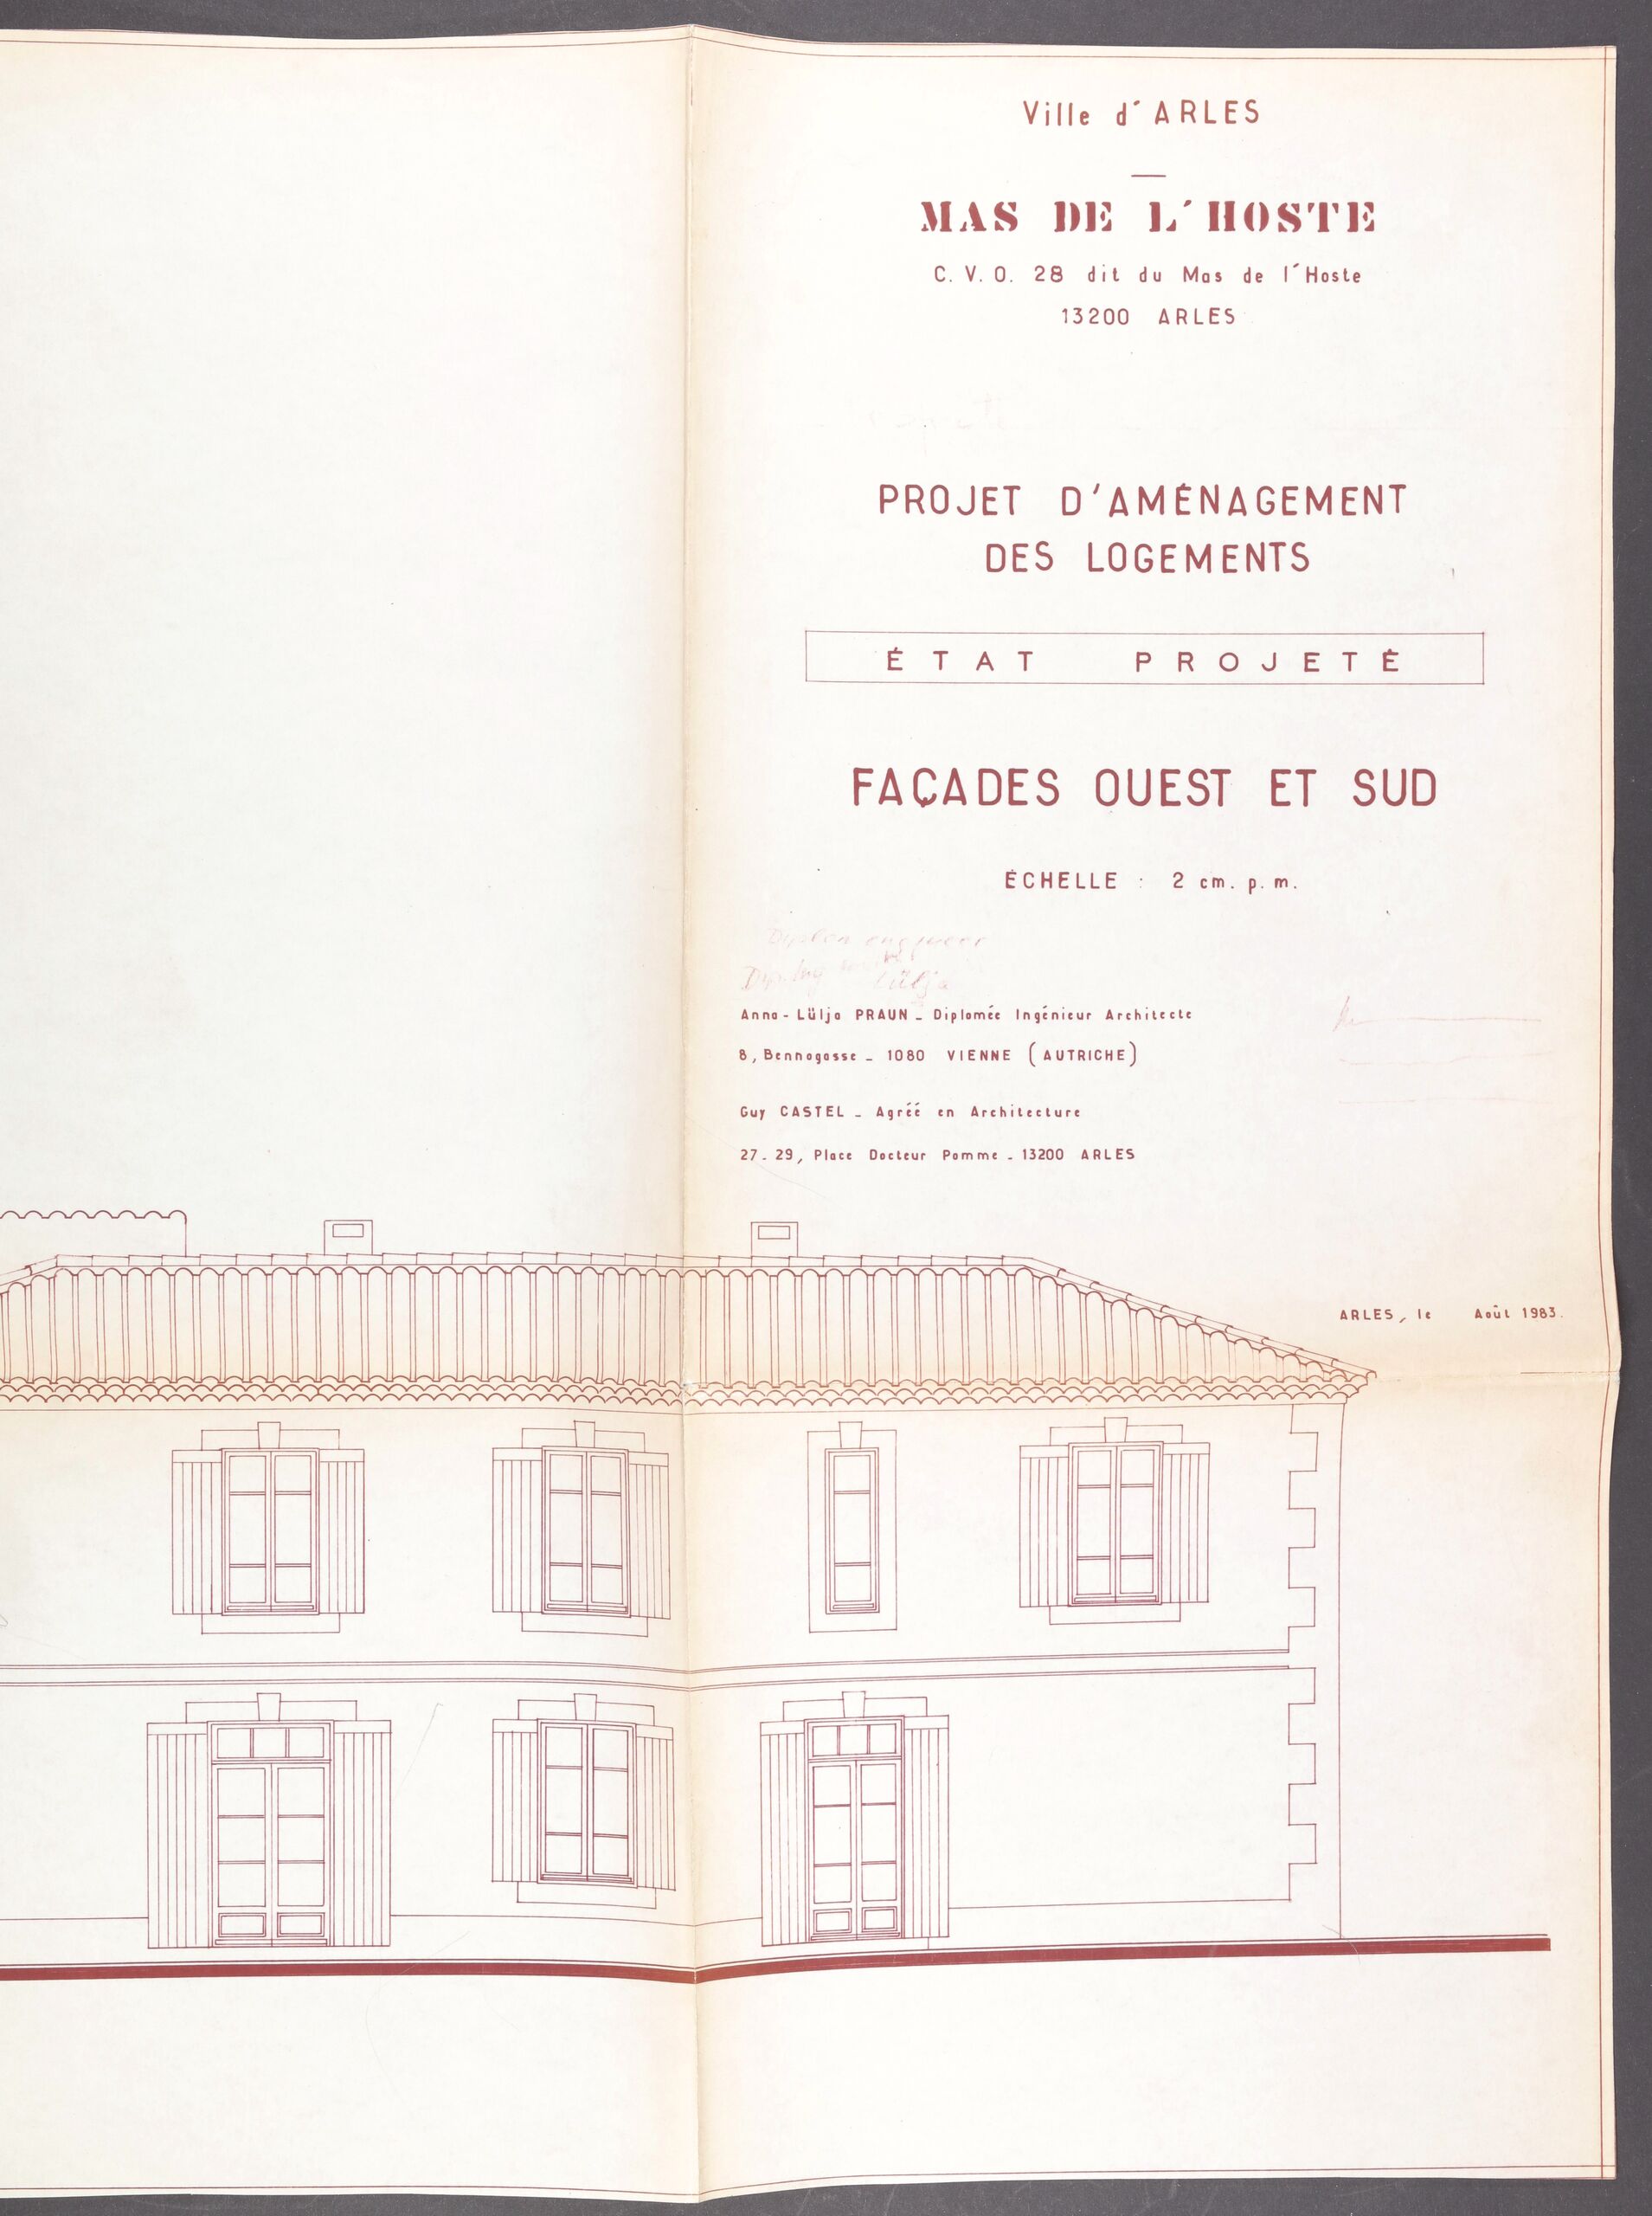 Ville d'ARLES
MAS DE L'HOSTE
C. V. O. 28 dit du Mas de l'Hoste
13200 ARLES
PROJET D'AMÉNAGEMENT
DES LOGEMENTS
ÉTAT PROJETÉ
FAÇADES OUEST ET SUD
ÉCHELLE : 2 cm. p. m.
Lülja
Anna-Lülja PRAUN _ Diplomée Ingénieur Architecte
8, Bennogasse _ 1080 VIENNE (AUTRICHE)
Guy CASTEL _ Agréé en Architecture
27-29, Place Docteur Pomme _ 13200 ARLES
ARLES, le Août 1983.